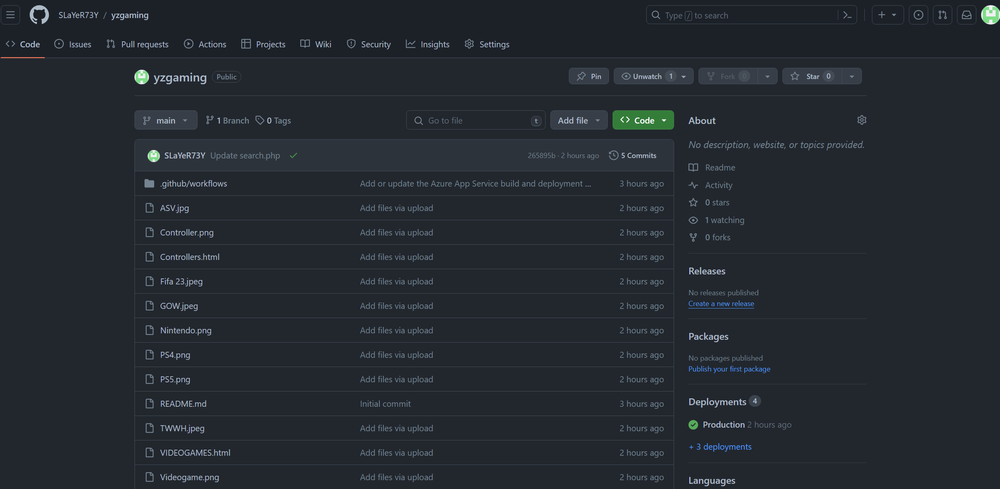 SLaYeR73Y / yzgaming
Type / to search
Code Issues Pull requests Actions Projects Wiki Security Insights Settings
yzgaming Public
Pin Unwatch 1 Fork 0 Star 0
main 1 Branch 0 Tags Go to file t Add file Code
SLaYeR73Y Update search.php 265895b · 2 hours ago 5 Commits
.github/workflows Add or update the Azure App Service build and deployment ... 3 hours ago
ASV.jpg Add files via upload 2 hours ago
Controller.png Add files via upload 2 hours ago
Controllers.html Add files via upload 2 hours ago
Fifa 23.jpeg Add files via upload 2 hours ago
GOW.jpeg Add files via upload 2 hours ago
Nintendo.png Add files via upload 2 hours ago
PS4.png Add files via upload 2 hours ago
PS5.png Add files via upload 2 hours ago
README.md Initial commit 3 hours ago
TWWH.jpeg Add files via upload 2 hours ago
VIDEOGAMES.html Add files via upload 2 hours ago
Videogame.png Add files via upload 2 hours ago
About
No description, website, or topics provided.
Readme
Activity
0 stars
1 watching
0 forks
Releases
No releases published
Create a new release
Packages
No packages published
Publish your first package
Deployments 4
Production 2 hours ago
+ 3 deployments
Languages